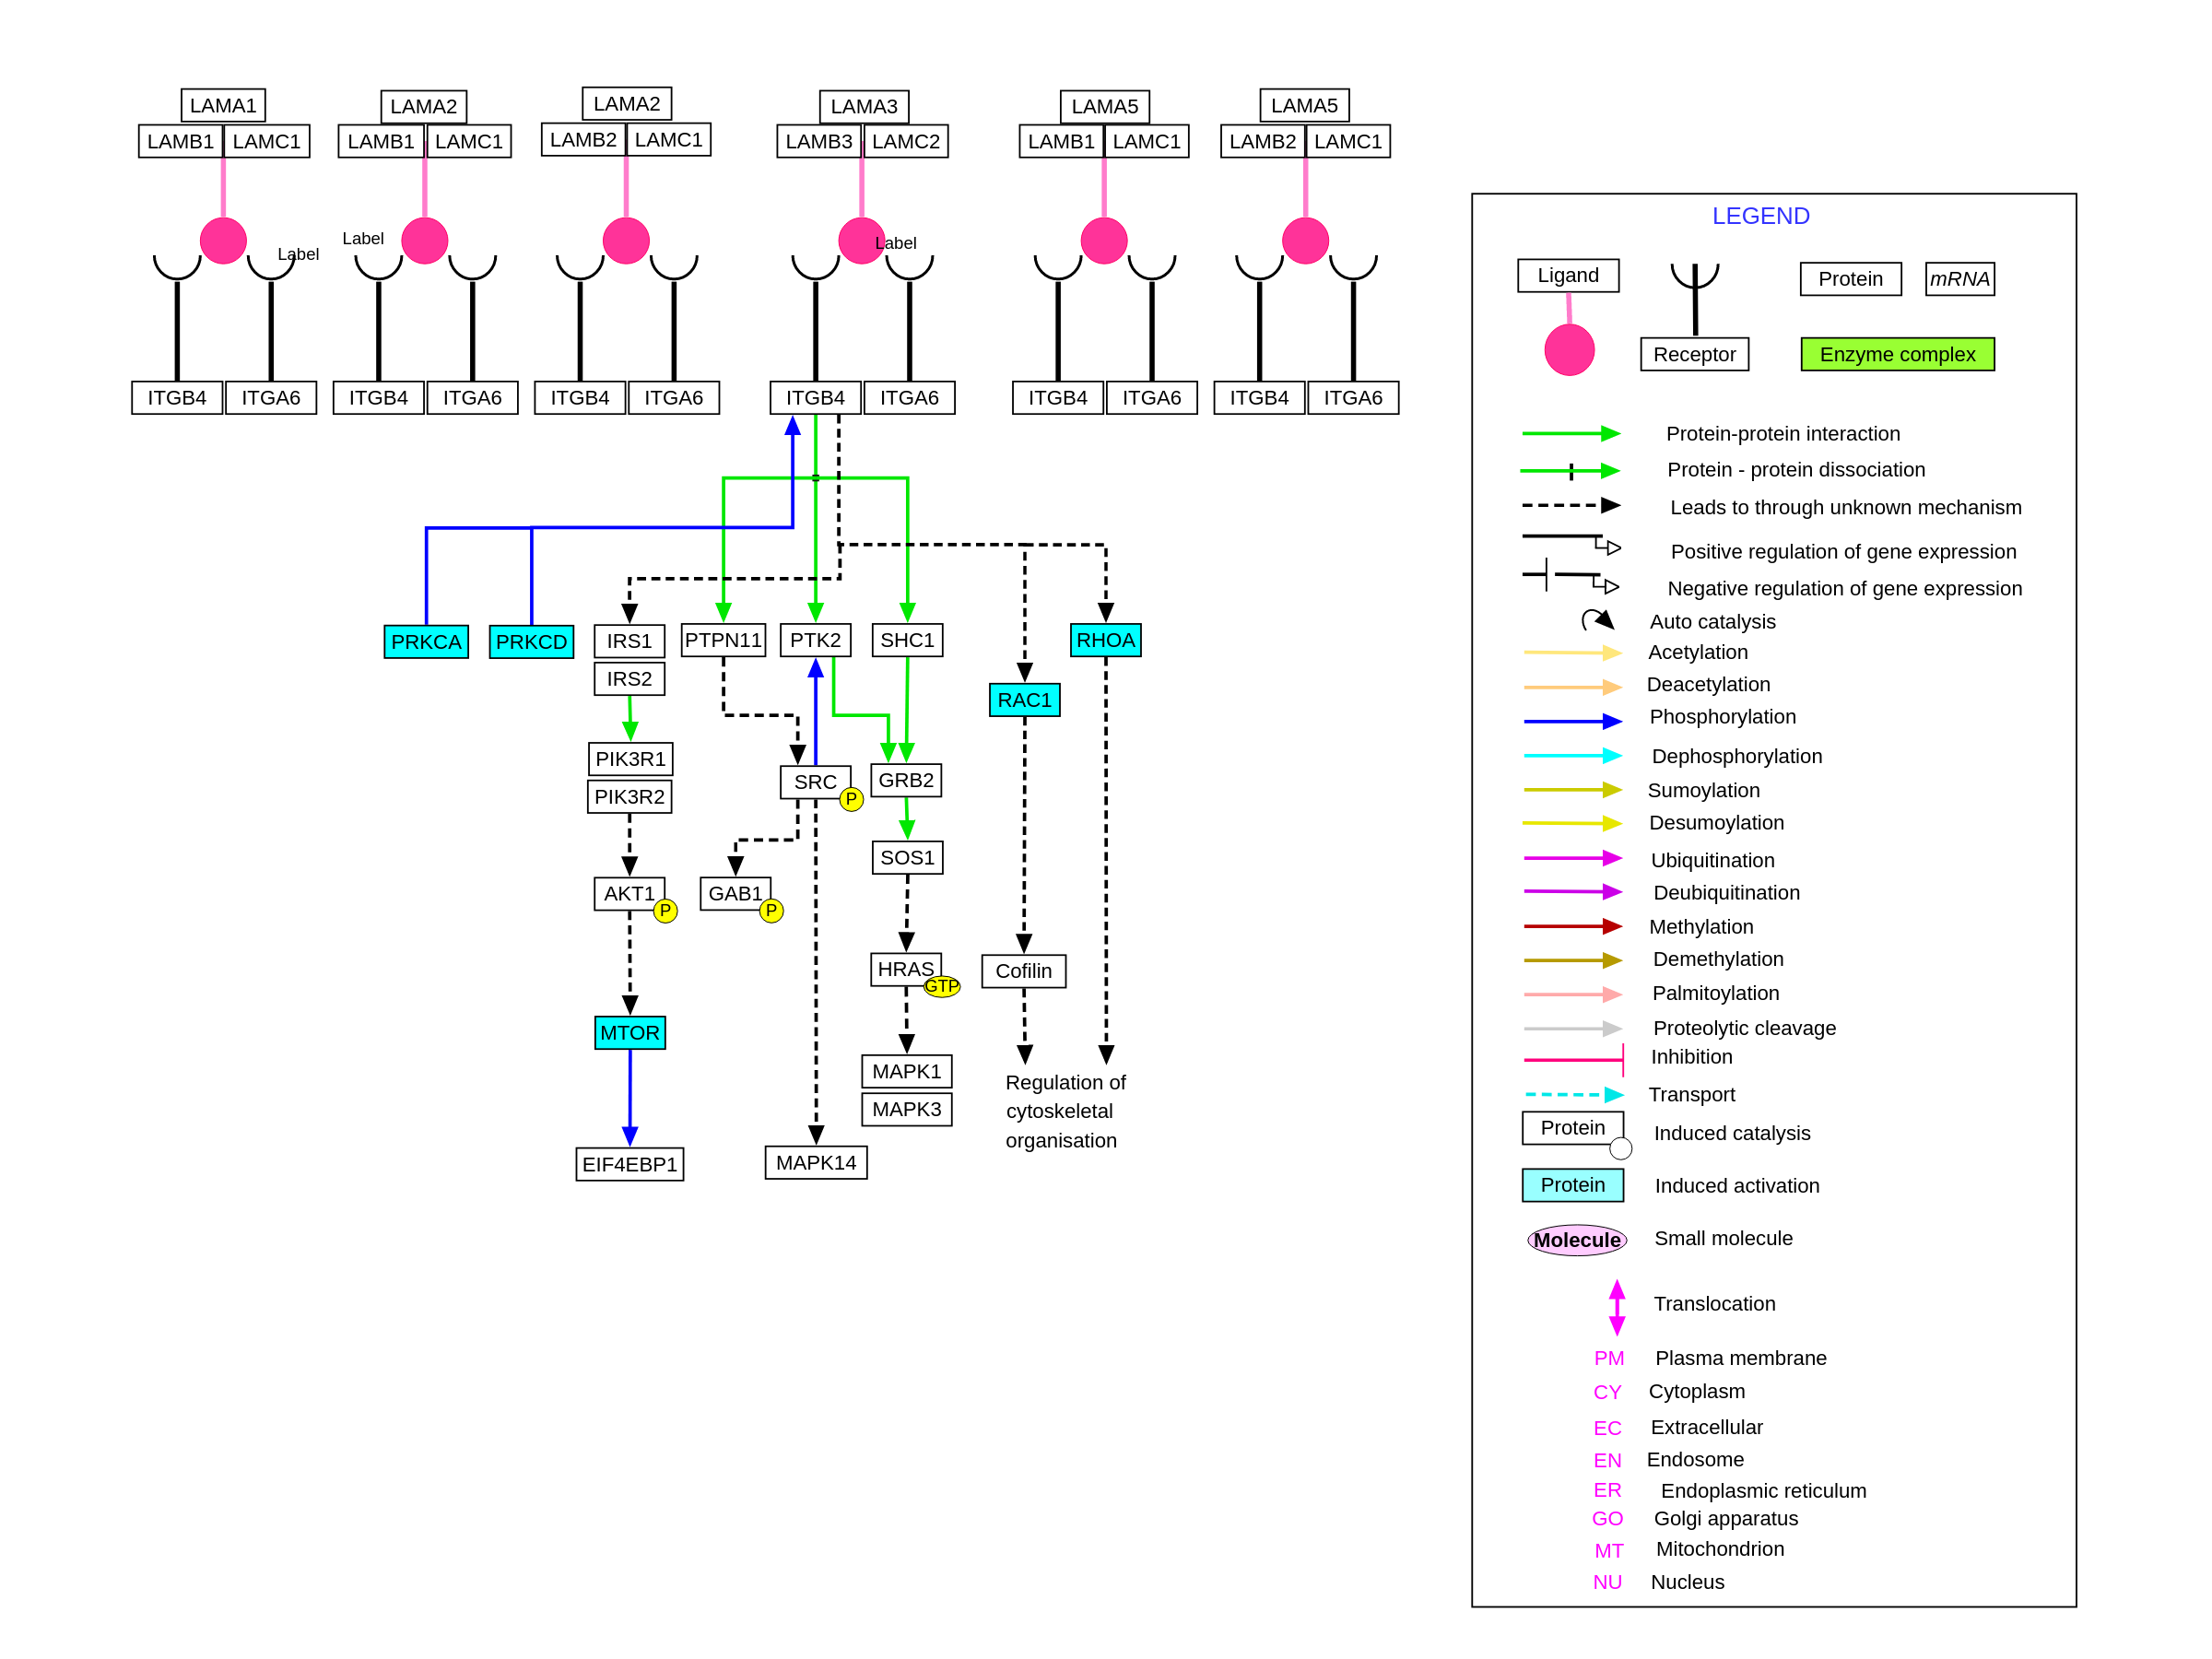 LAMA1
LAMB1 LAMC1
LAMA2
LAMB1 LAMC1
LAMA2
LAMB2 LAMC1
LAMA3
LAMB3 LAMC2
LAMA5
LAMB1 LAMC1
LAMA5
LAMB2 LAMC1
Label
Label
Label
ITGB4 ITGA6
ITGB4 ITGA6
ITGB4 ITGA6
ITGB4 ITGA6
ITGB4 ITGA6
ITGB4 ITGA6
PRKCA
PRKCD
IRS1
IRS2
PTPN11
PTK2
SHC1
RHOA
RAC1
PIK3R1
PIK3R2
SRC
P
GRB2
SOS1
AKT1
P
GAB1
P
HRAS
GTP
Cofilin
MTOR
MAPK1
MAPK3
Regulation of
cytoskeletal
organisation
EIF4EBP1
MAPK14
LEGEND
Ligand
Receptor
Protein
mRNA
Enzyme complex
Protein-protein interaction
Protein - protein dissociation
Leads to through unknown mechanism
Positive regulation of gene expression
Negative regulation of gene expression
Auto catalysis
Acetylation
Deacetylation
Phosphorylation
Dephosphorylation
Sumoylation
Desumoylation
Ubiquitination
Deubiquitination
Methylation
Demethylation
Palmitoylation
Proteolytic cleavage
Inhibition
Transport
Protein Induced catalysis
Protein Induced activation
Molecule Small molecule
Translocation
PM Plasma membrane
CY Cytoplasm
EC Extracellular
EN Endosome
ER Endoplasmic reticulum
GO Golgi apparatus
MT Mitochondrion
NU Nucleus